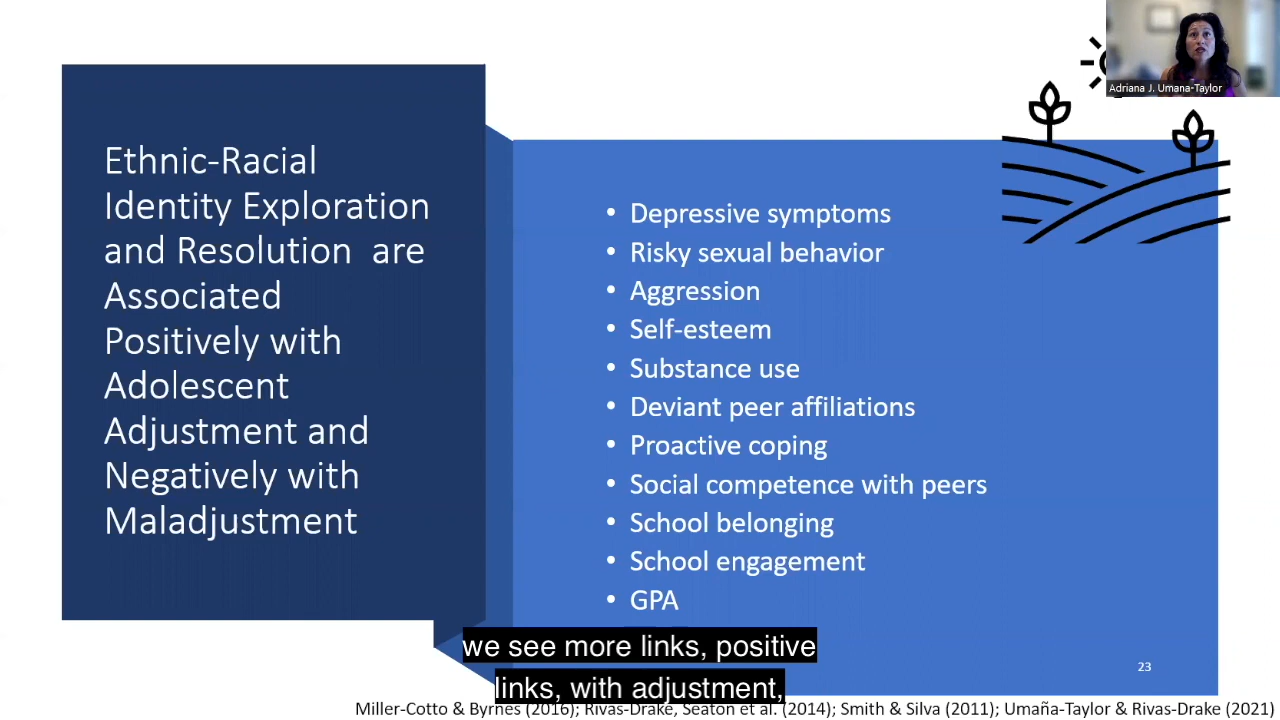 Adriana J. Umana-Taylor
Ethnic-Racial
Identity Exploration
and Resolution are
Associated
Positively with
Adolescent
Adjustment and
Negatively with
Maladjustment
• Depressive symptoms
• Risky sexual behavior
• Aggression
• Self-esteem
• Substance use
• Deviant peer affiliations
• Proactive coping
• Social competence with peers
• School belonging
• School engagement
• GPA
we see more links, positive
links, with adjustment,
23
Miller-Cotto & Byrnes (2016); Rivas-Drake, Seaton et al. (2014); Smith & Silva (2011); Umaña-Taylor & Rivas-Drake (2021)